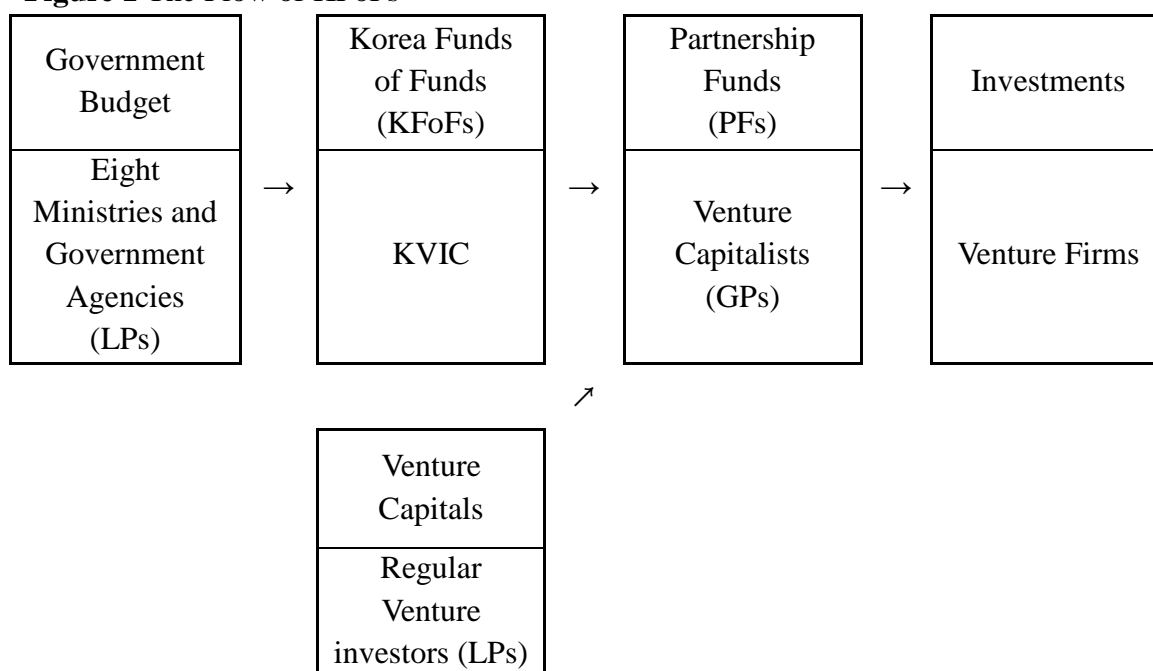 Government
Budget
Eight
Ministries and
Government
Agencies
(LPs)
→
Korea Funds
of Funds
(KFoFs)
KVIC
→
Partnership
Funds
(PFs)
Venture
Capitalists
(GPs)
→
Investments
Venture Firms
↗
Venture
Capitals
Regular
Venture
investors (LPs)